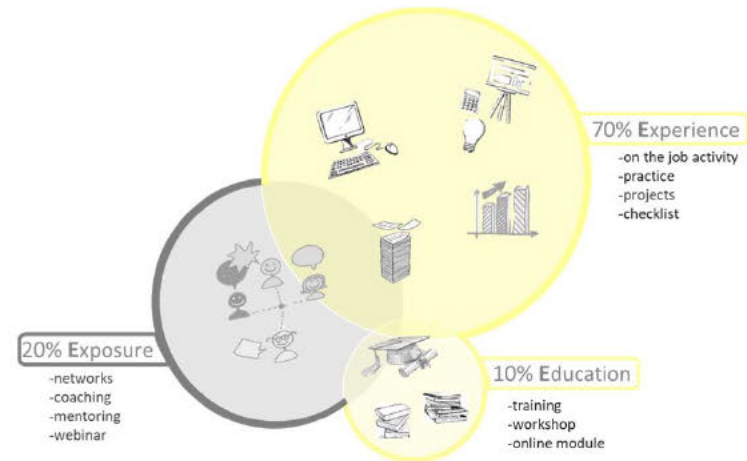 70% Experience
-on the job activity
-practice
-projects
-checklist
20% Exposure
-networks
-coaching
-mentoring
-webinar
10% Education
-training
-workshop
-online module